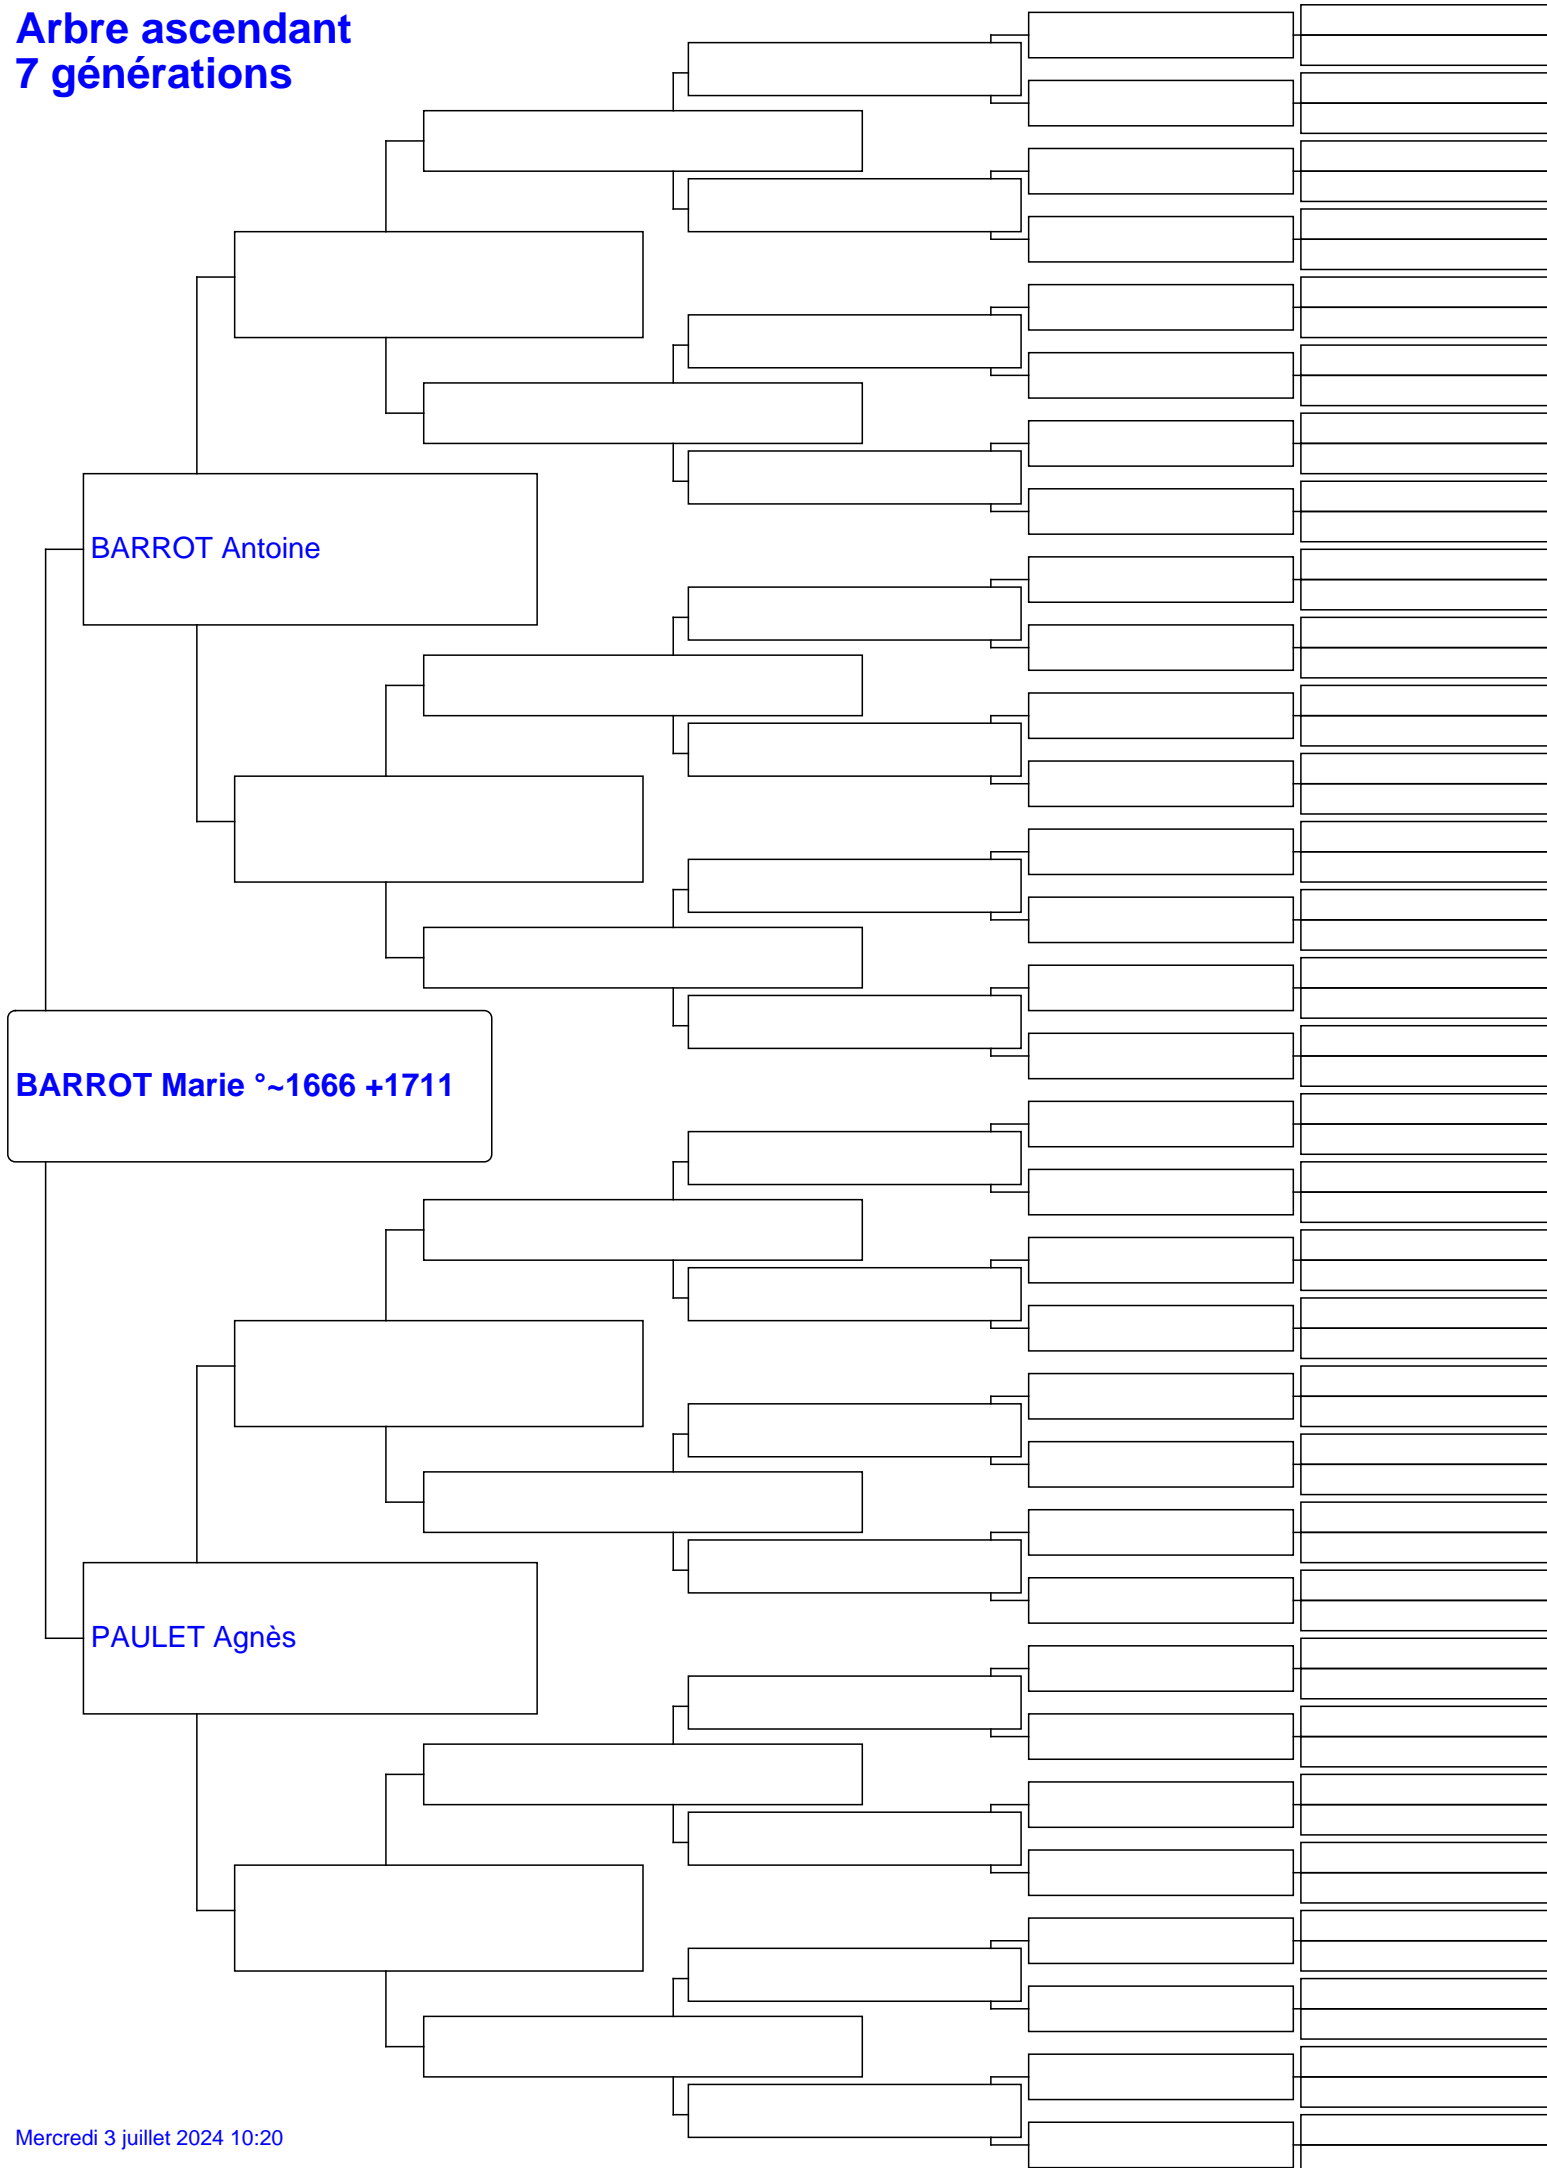 Arbre ascendant
7 générations
BARROT Antoine
BARROT Marie °~1666 +1711
PAULET Agnès
Mercredi 3 juillet 2024 10:20